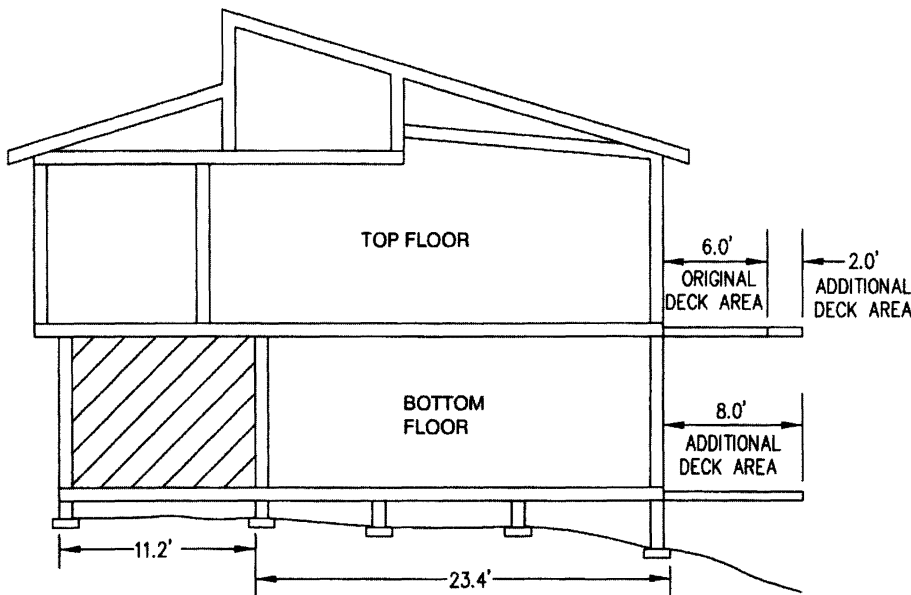 TOP FLOOR
6.0'
ORIGINAL
DECK AREA
2.0'
ADDITIONAL
DECK AREA
BOTTOM
FLOOR
8.0'
ADDITIONAL
DECK AREA
11.2'
23.4'